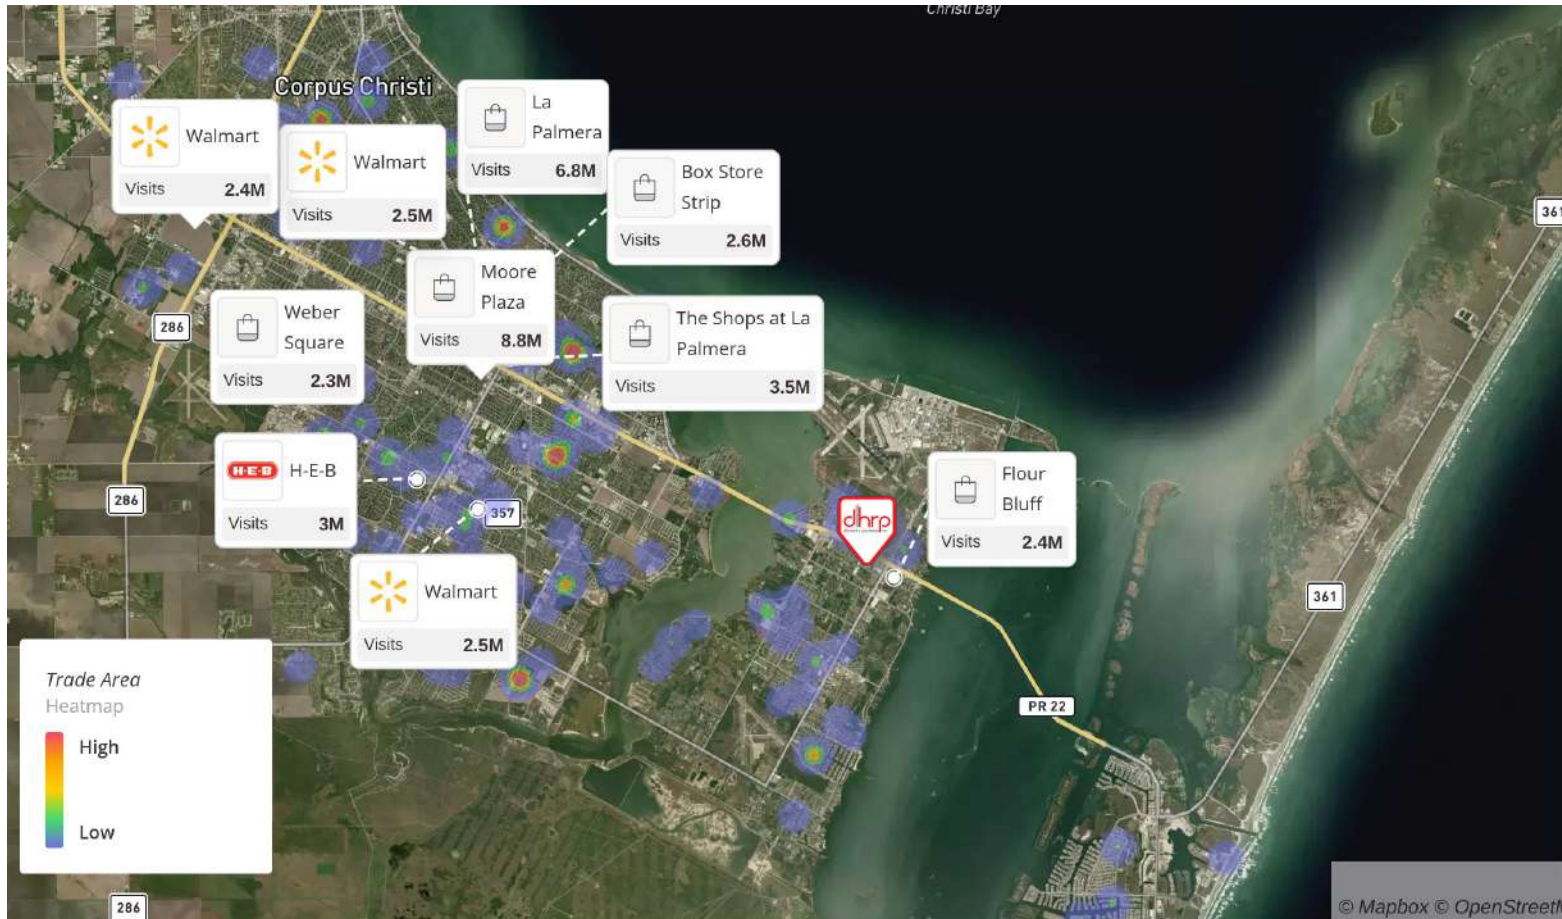 Christi Bay
Corpus Christi
Walmart
Visits 2.4M
Walmart
Visits 2.5M
La
Palmera
Visits 6.8M
Box Store
Strip
Visits 2.6M
361
Moore
Plaza
Visits 8.8M
Weber
Square
Visits 2.3M
The Shops at La
Palmera
Visits 3.5M
286
H-E-B
H-E-B
Visits 3M
286
357
dhrp
Flour
Bluff
Visits 2.4M
Walmart
Visits 2.5M
361
PR 22
Trade Area
Heatmap
High
Low
286
© Mapbox © OpenStreet